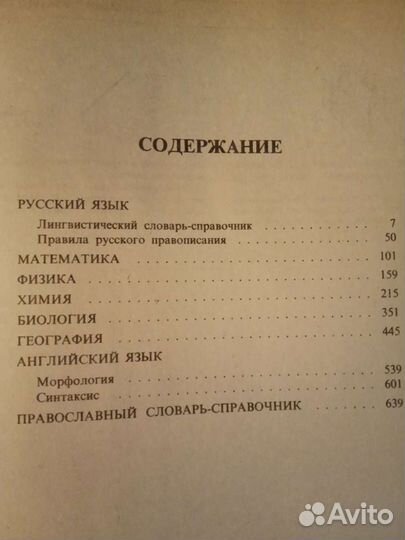 СОДЕРЖАНИЕ
РУССКИЙ ЯЗЫК
Лингвистический словарь-справочник . . . . . . . . . . . . 7
Правила русского правописания . . . . . . . . . . . . . . . 50
МАТЕМАТИКА . . . . . . . . . . . . . . . . . . . . . . . . 101
ФИЗИКА . . . . . . . . . . . . . . . . . . . . . . . . . . 159
ХИМИЯ . . . . . . . . . . . . . . . . . . . . . . . . . . . 215
БИОЛОГИЯ . . . . . . . . . . . . . . . . . . . . . . . . . 351
ГЕОГРАФИЯ . . . . . . . . . . . . . . . . . . . . . . . . . 445
АНГЛИЙСКИЙ ЯЗЫК
Морфология . . . . . . . . . . . . . . . . . . . . . . . . 539
Синтаксис . . . . . . . . . . . . . . . . . . . . . . . . . 601
ПРАВОСЛАВНЫЙ СЛОВАРЬ-СПРАВОЧНИК . . . . . . . 639
Avito